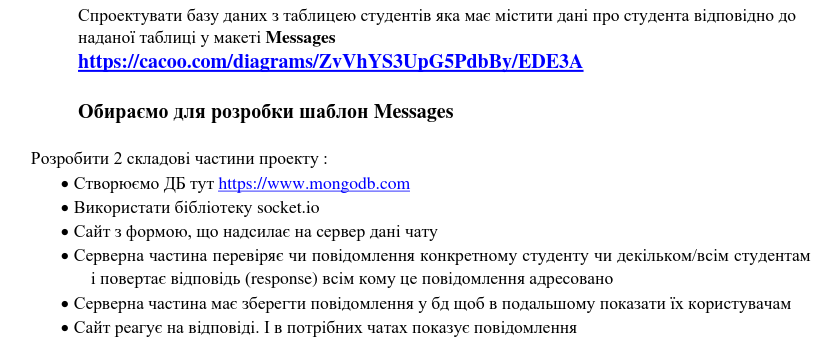 Спроектувати базу даних з таблицею студентів яка має містити дані про студента відповідно до
наданої таблиці у макеті Messages
https://cacoo.com/diagrams/ZvVhYS3UpG5PdbBy/EDE3A
Обираємо для розробки шаблон Messages
Розробити 2 складові частини проекту :
• Створюємо ДБ тут https://www.mongodb.com
• Використати бібліотеку socket.io
• Сайт з формою, що надсилає на сервер дані чату
• Серверна частина перевіряє чи повідомлення конкретному студенту чи декільком/всім студентам
і повертає відповідь (response) всім кому це повідомлення адресовано
• Серверна частина має зберегти повідомлення у бд щоб в подальшому показати їх користувачам
• Сайт реагує на відповіді. І в потрібних чатах показує повідомлення